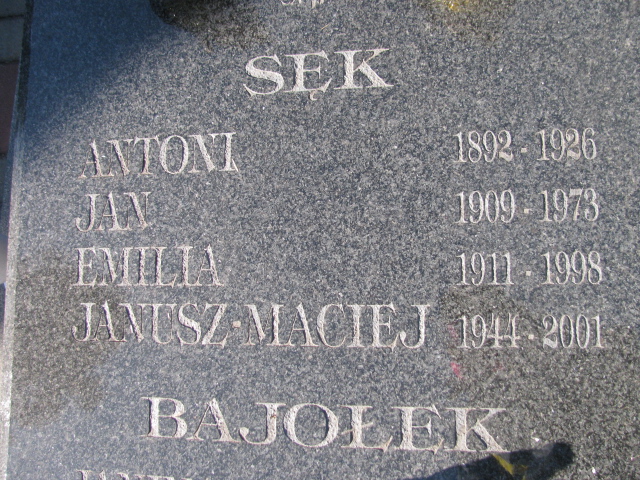 SĘK
ANTONI 1892 - 1926
JAN 1909 - 1973
EMILIA 1911 - 1998
JANUSZ-MACIEJ 1944 - 2001
BAJOŁEK